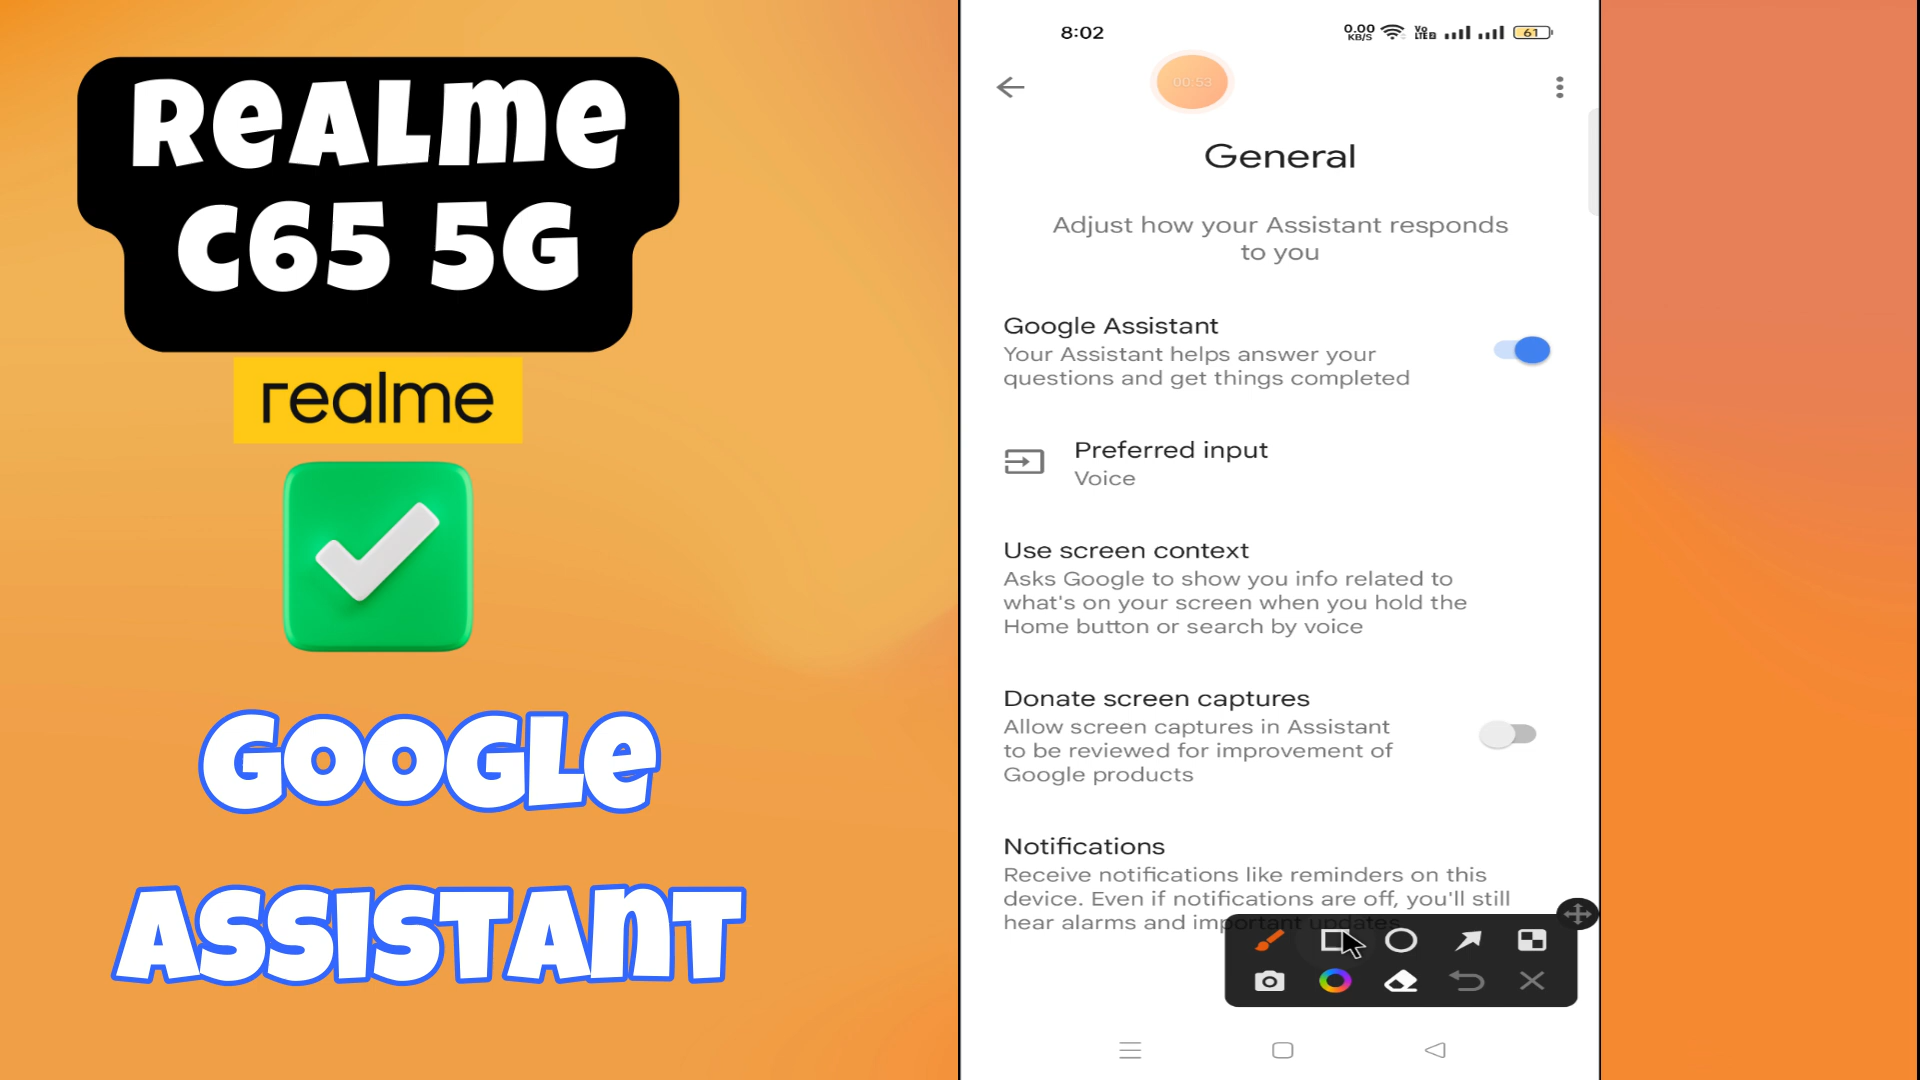 ReALme
C65 5G
realme
GOOGLe
ASSISTANT
8:02
0.00
KB/S
Vo
LTE2
61
00:53
General
Adjust how your Assistant responds
to you
Google Assistant
Your Assistant helps answer your
questions and get things completed
Preferred input
Voice
Use screen context
Asks Google to show you info related to
what's on your screen when you hold the
Home button or search by voice
Donate screen captures
Allow screen captures in Assistant
to be reviewed for improvement of
Google products
Notifications
Receive notifications like reminders on this
device. Even if notifications are off, you'll still
hear alarms and important updates.